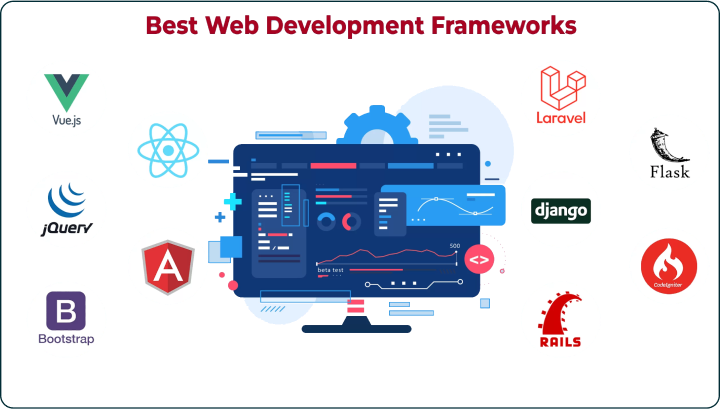 Best Web Development Frameworks
Vue.js
jQuery
A
B
Bootstrap
500
beta test
<>
Laravel
Flask
django
CodeIgniter
RAILS